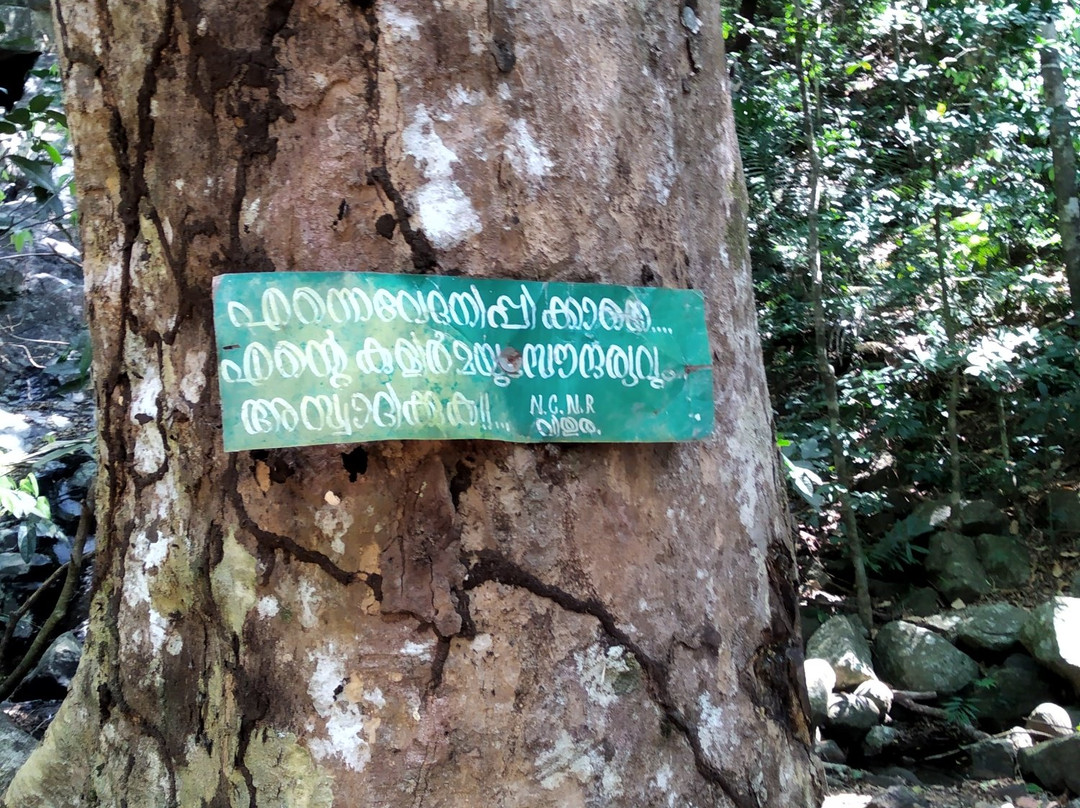 എന്നെവേദനിപ്പിക്കാതെ....
എന്റെ കുളിർമയും സൗന്ദര്യവും..
ആസ്വദിക്കുക!!...
N.G.N.R
വിതുര.